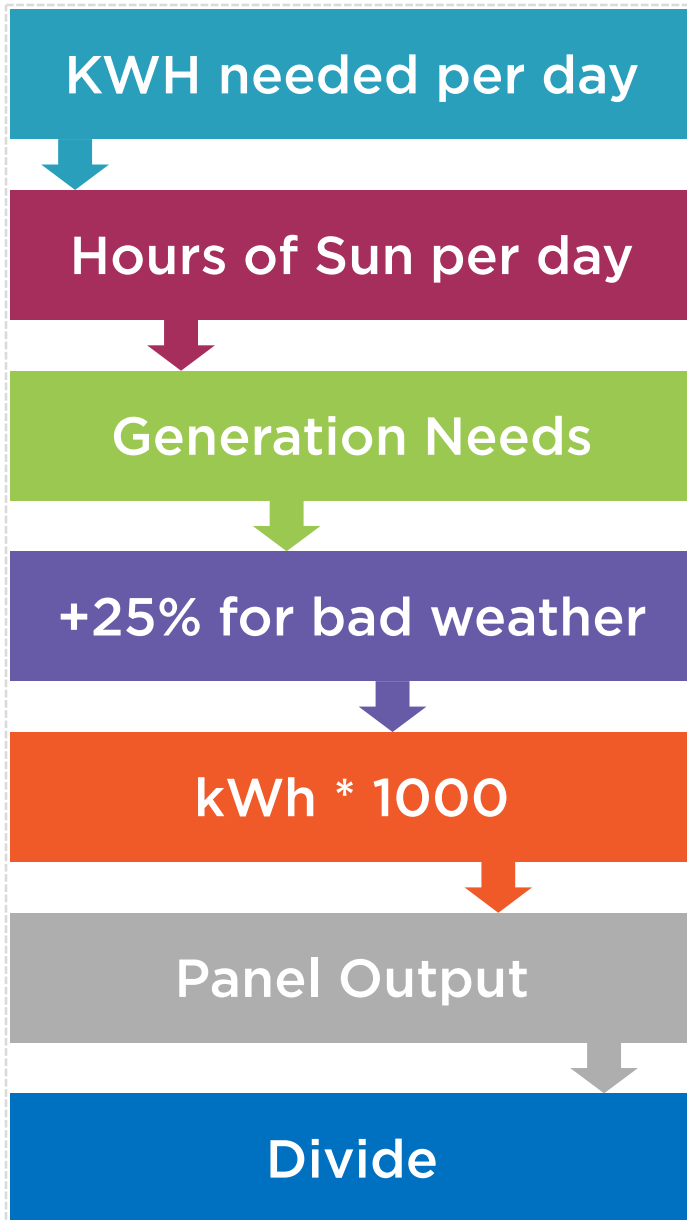 KWH needed per day
Hours of Sun per day
Generation Needs
+25% for bad weather
kWh * 1000
Panel Output
Divide